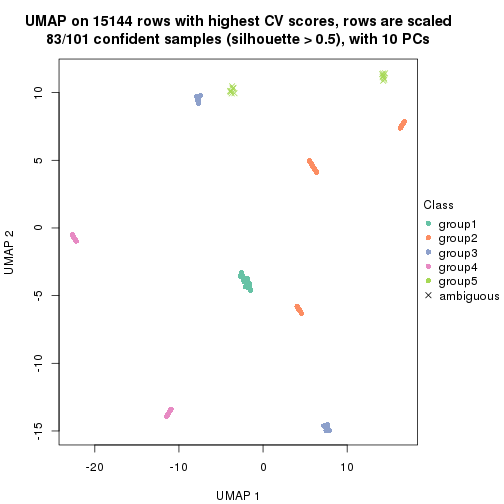 UMAP on 15144 rows with highest CV scores, rows are scaled
83/101 confident samples (silhouette > 0.5), with 10 PCs
10
5
0
-5
-10
-15
UMAP 2
-20
-10
0
10
UMAP 1
Class
group1
group2
group3
group4
group5
ambiguous